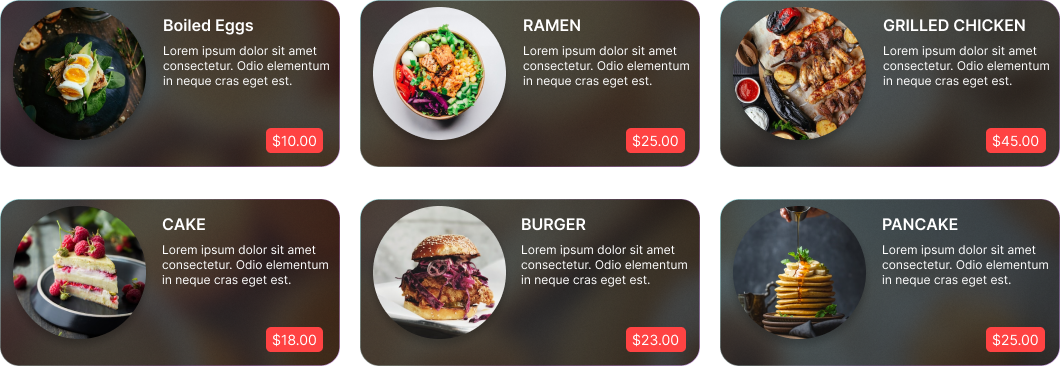 Boiled Eggs
Lorem ipsum dolor sit amet
consectetur. Odio elementum
in neque cras eget est.
$10.00
RAMEN
Lorem ipsum dolor sit amet
consectetur. Odio elementum
in neque cras eget est.
$25.00
GRILLED CHICKEN
Lorem ipsum dolor sit amet
consectetur. Odio elementum
in neque cras eget est.
$45.00
CAKE
Lorem ipsum dolor sit amet
consectetur. Odio elementum
in neque cras eget est.
$18.00
BURGER
Lorem ipsum dolor sit amet
consectetur. Odio elementum
in neque cras eget est.
$23.00
PANCAKE
Lorem ipsum dolor sit amet
consectetur. Odio elementum
in neque cras eget est.
$25.00